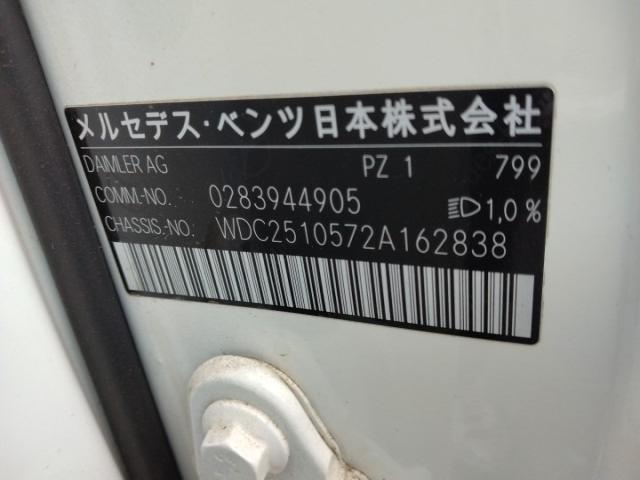 メルセデス・ベンツ日本株式会社
DAIMLER AG PZ 1 799
COMM.-NO. 0283944905 1,0%
CHASSIS.-NO. WDC2510572A162838